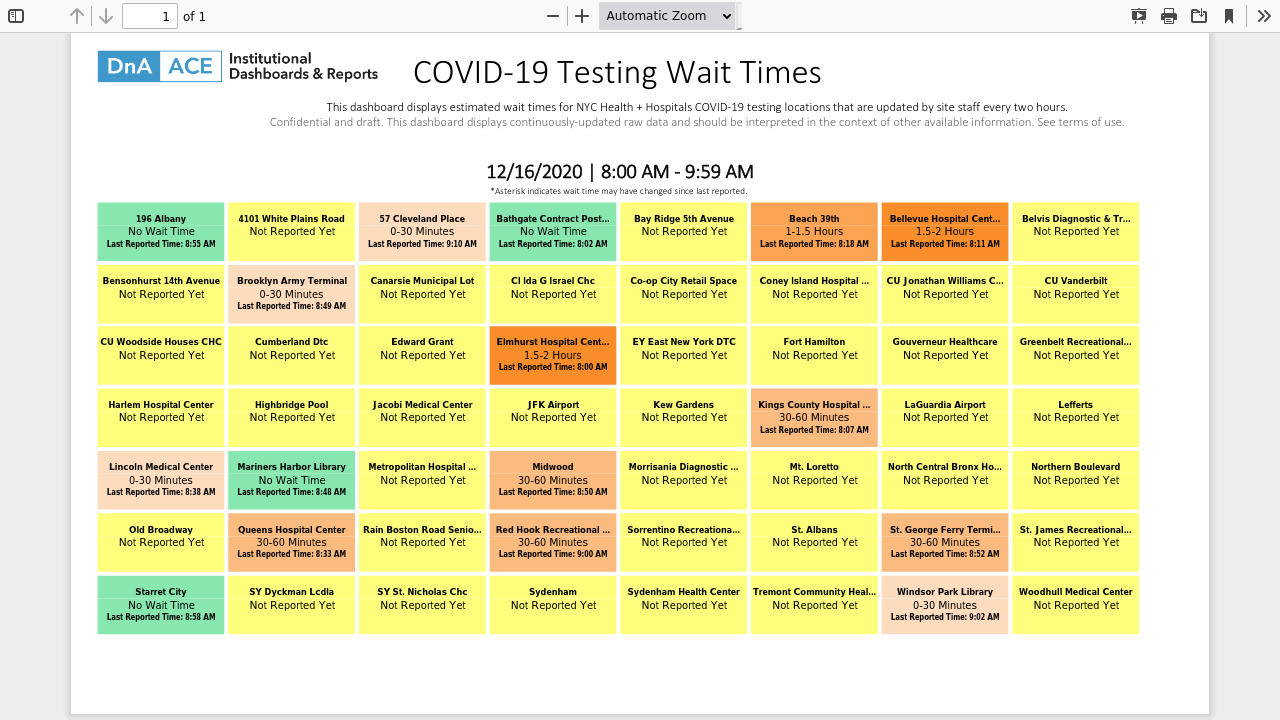 1 of 1 Automatic Zoom
DnA ACE Institutional
Dashboards & Reports
COVID-19 Testing Wait Times
This dashboard displays estimated wait times for NYC Health + Hospitals COVID-19 testing locations that are updated by site staff every two hours.
Confidential and draft. This dashboard displays continuously-updated raw data and should be interpreted in the context of other available information. See terms of use.
12/16/2020 | 8:00 AM - 9:59 AM
*Asterisk indicates wait time may have changed since last reported.
196 Albany
No Wait Time
Last Reported Time: 8:55 AM
4101 White Plains Road
Not Reported Yet
57 Cleveland Place
0-30 Minutes
Last Reported Time: 9:10 AM
Bathgate Contract Post...
No Wait Time
Last Reported Time: 8:02 AM
Bay Ridge 5th Avenue
Not Reported Yet
Beach 39th
1-1.5 Hours
Last Reported Time: 8:18 AM
Bellevue Hospital Cent...
1.5-2 Hours
Last Reported Time: 8:11 AM
Belvis Diagnostic & Tr...
Not Reported Yet
Bensonhurst 14th Avenue
Not Reported Yet
Brooklyn Army Terminal
0-30 Minutes
Last Reported Time: 8:49 AM
Canarsie Municipal Lot
Not Reported Yet
Cl Ida G Israel Chc
Not Reported Yet
Co-op City Retail Space
Not Reported Yet
Coney Island Hospital ...
Not Reported Yet
CU Jonathan Williams C...
Not Reported Yet
CU Vanderbilt
Not Reported Yet
CU Woodside Houses CHC
Not Reported Yet
Cumberland Dtc
Not Reported Yet
Edward Grant
Not Reported Yet
Elmhurst Hospital Cent...
1.5-2 Hours
Last Reported Time: 8:00 AM
EY East New York DTC
Not Reported Yet
Fort Hamilton
Not Reported Yet
Gouverneur Healthcare
Not Reported Yet
Greenbelt Recreational...
Not Reported Yet
Harlem Hospital Center
Not Reported Yet
Highbridge Pool
Not Reported Yet
Jacobi Medical Center
Not Reported Yet
JFK Airport
Not Reported Yet
Kew Gardens
Not Reported Yet
Kings County Hospital ...
30-60 Minutes
Last Reported Time: 8:07 AM
LaGuardia Airport
Not Reported Yet
Lefferts
Not Reported Yet
Lincoln Medical Center
0-30 Minutes
Last Reported Time: 8:38 AM
Mariners Harbor Library
No Wait Time
Last Reported Time: 8:48 AM
Metropolitan Hospital ...
Not Reported Yet
Midwood
30-60 Minutes
Last Reported Time: 8:50 AM
Morrisania Diagnostic ...
Not Reported Yet
Mt. Loretto
Not Reported Yet
North Central Bronx Ho...
Not Reported Yet
Northern Boulevard
Not Reported Yet
Old Broadway
Not Reported Yet
Queens Hospital Center
30-60 Minutes
Last Reported Time: 8:33 AM
Rain Boston Road Senio...
Not Reported Yet
Red Hook Recreational ...
30-60 Minutes
Last Reported Time: 9:00 AM
Sorrentino Recreationa...
Not Reported Yet
St. Albans
Not Reported Yet
St. George Ferry Termi...
30-60 Minutes
Last Reported Time: 8:52 AM
St. James Recreational...
Not Reported Yet
Starret City
No Wait Time
Last Reported Time: 8:58 AM
SY Dyckman Lcdla
Not Reported Yet
SY St. Nicholas Chc
Not Reported Yet
Sydenham
Not Reported Yet
Sydenham Health Center
Not Reported Yet
Tremont Community Heal...
Not Reported Yet
Windsor Park Library
0-30 Minutes
Last Reported Time: 9:02 AM
Woodhull Medical Center
Not Reported Yet